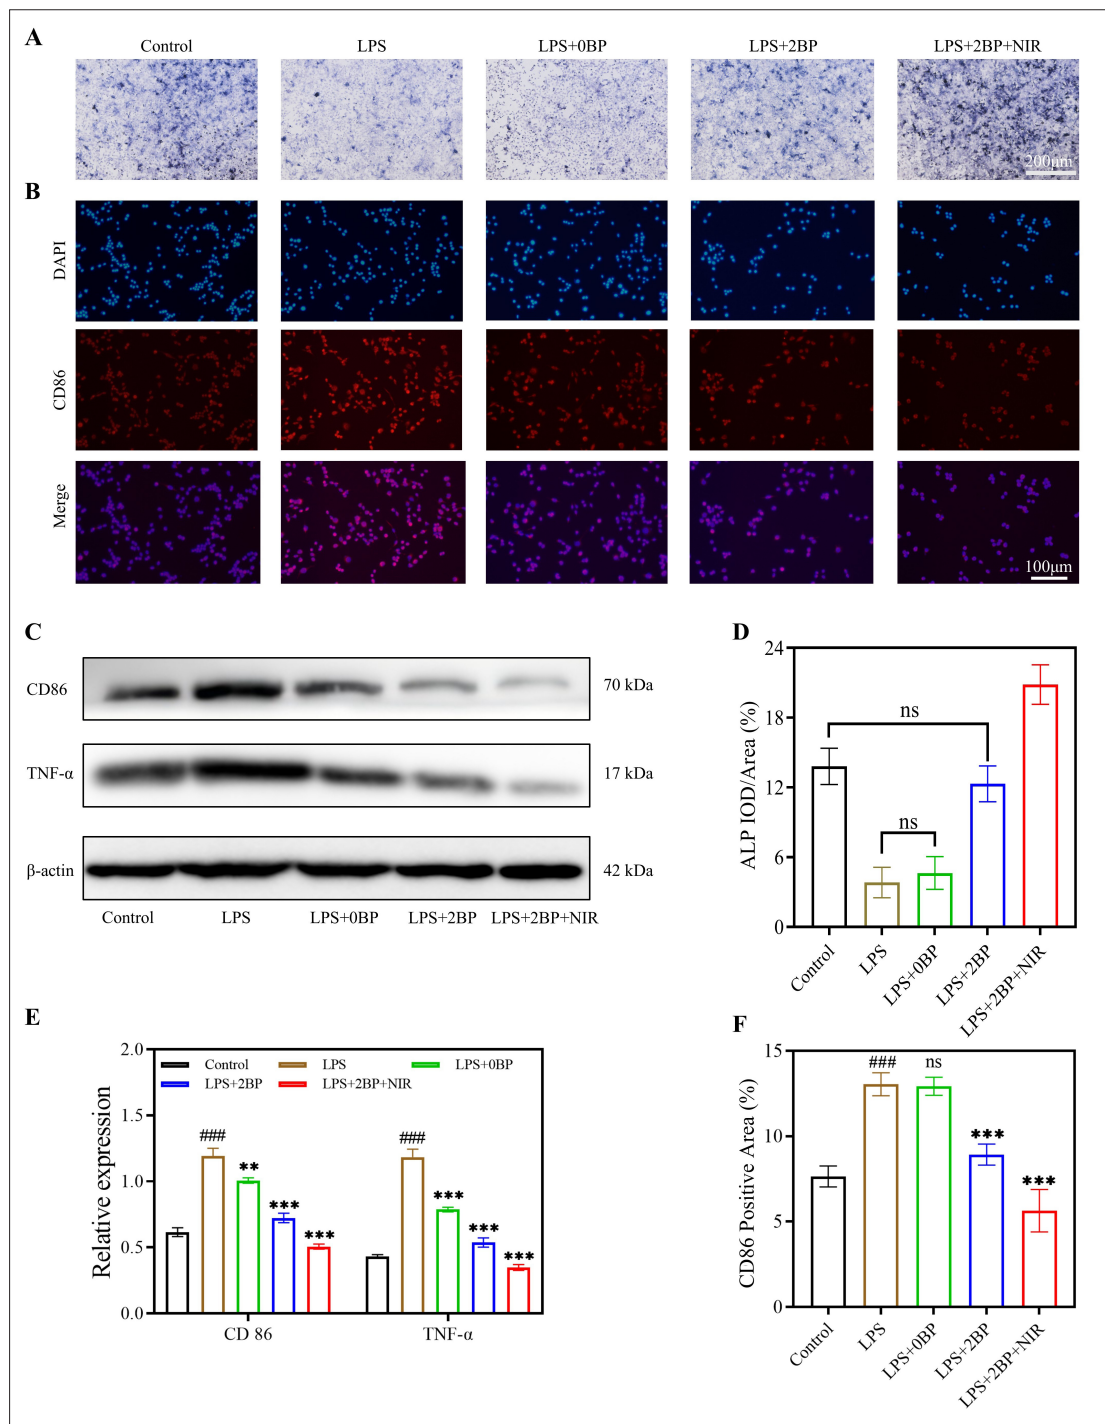 A
Control LPS LPS+0BP LPS+2BP LPS+2BP+NIR
200μm
B
DAPI
CD86
Merge
100μm
C
CD86 70 kDa
TNF-α 17 kDa
β-actin 42 kDa
Control LPS LPS+0BP LPS+2BP LPS+2BP+NIR
D
ALP IOD/Area (%)
24
18
12
6
0
ns
ns
Control LPS LPS+0BP LPS+2BP LPS+2BP+NIR
E
Relative expression
2.0
1.5
1.0
0.5
0.0
Control LPS LPS+0BP
LPS+2BP LPS+2BP+NIR
### ** *** ***
### *** *** ***
CD 86 TNF-α
F
CD86 Positive Area (%)
15
10
5
0
### ns *** ***
Control LPS LPS+0BP LPS+2BP LPS+2BP+NIR